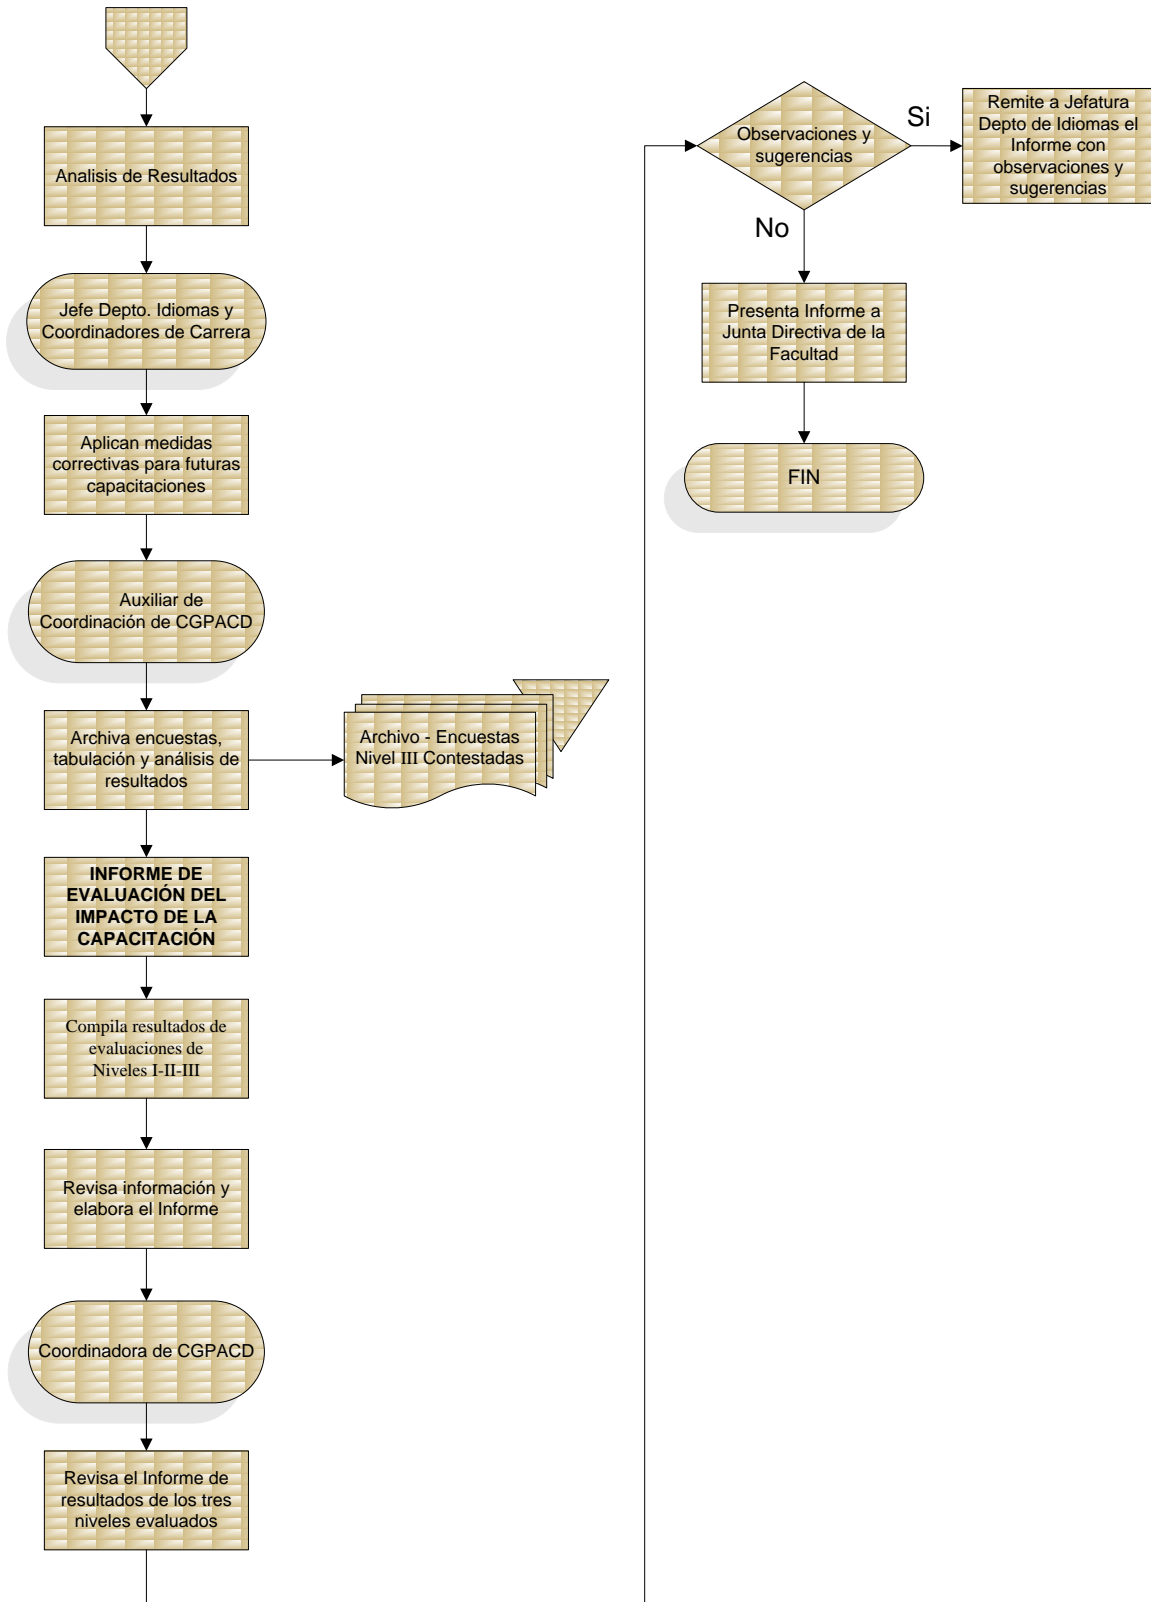 Analisis de Resultados
Jefe Depto. Idiomas y
Coordinadores de Carrera
Aplican medidas
correctivas para futuras
capacitaciones
Auxiliar de
Coordinación de CGPACD
Archiva encuestas,
tabulación y análisis de
resultados
Archivo - Encuestas
Nivel III Contestadas
INFORME DE
EVALUACIÓN DEL
IMPACTO DE LA
CAPACITACIÓN
Compila resultados de
evaluaciones de
Niveles I-II-III
Revisa información y
elabora el Informe
Coordinadora de CGPACD
Revisa el Informe de
resultados de los tres
niveles evaluados
Observaciones y
sugerencias
Si
Remite a Jefatura
Depto de Idiomas el
Informe con
observaciones y
sugerencias
No
Presenta Informe a
Junta Directiva de la
Facultad
FIN